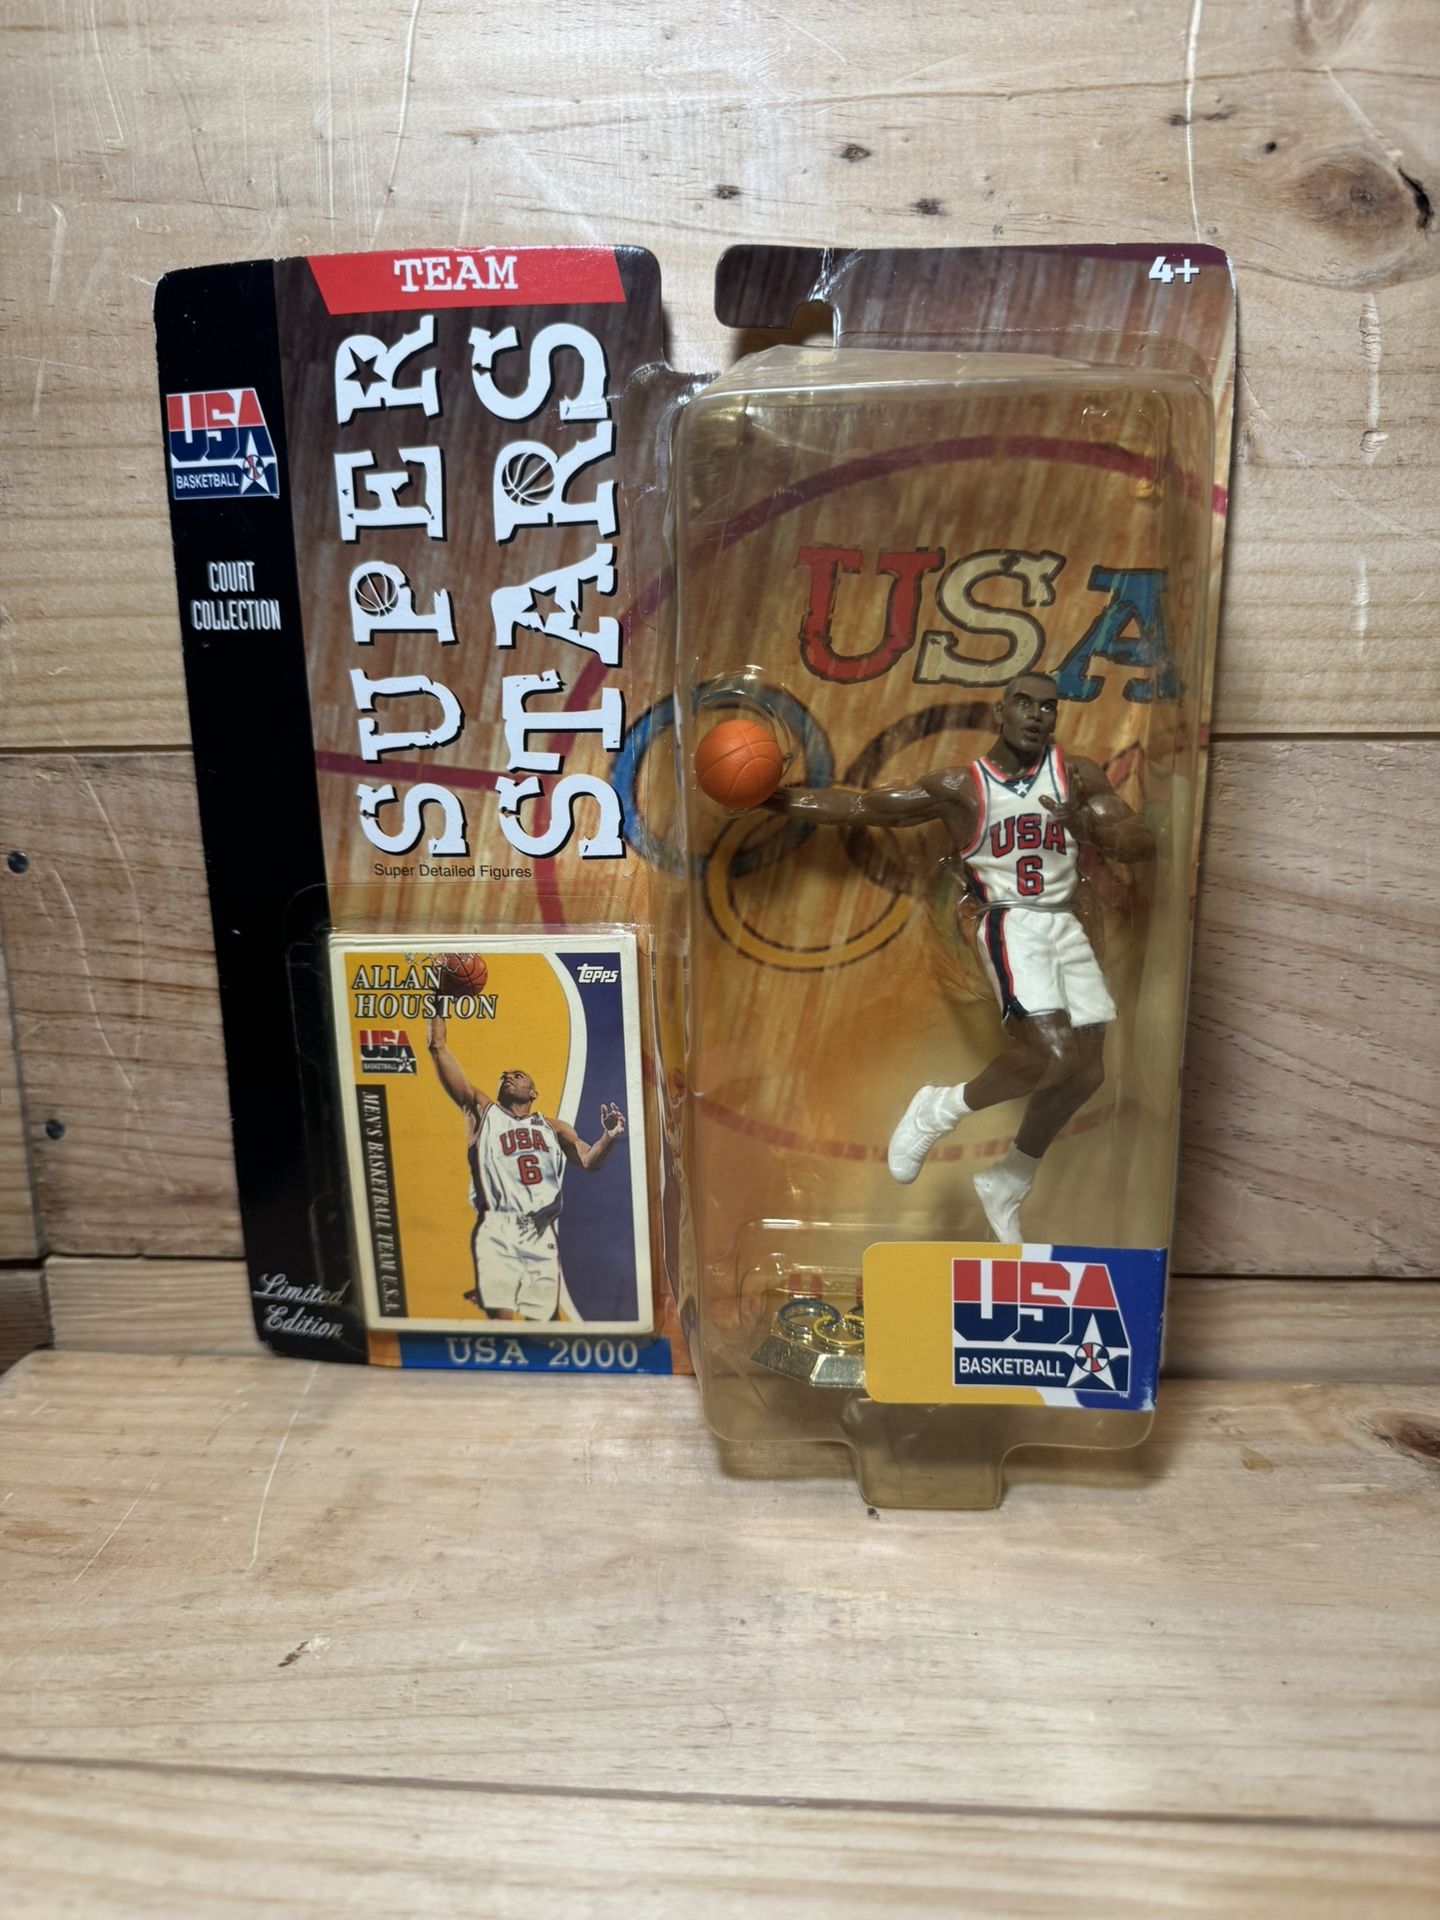 TEAM
SUPER
STARS
Super Detailed Figures
USA
BASKETBALL
COURT
COLLECTION
4+
USA
USA
6
ALLAN
HOUSTON
topps
USA
BASKETBALL
MEN'S BASKETBALL TEAM U.S.A.
USA
6
Limited
Edition
USA 2000
USA
BASKETBALL
TM